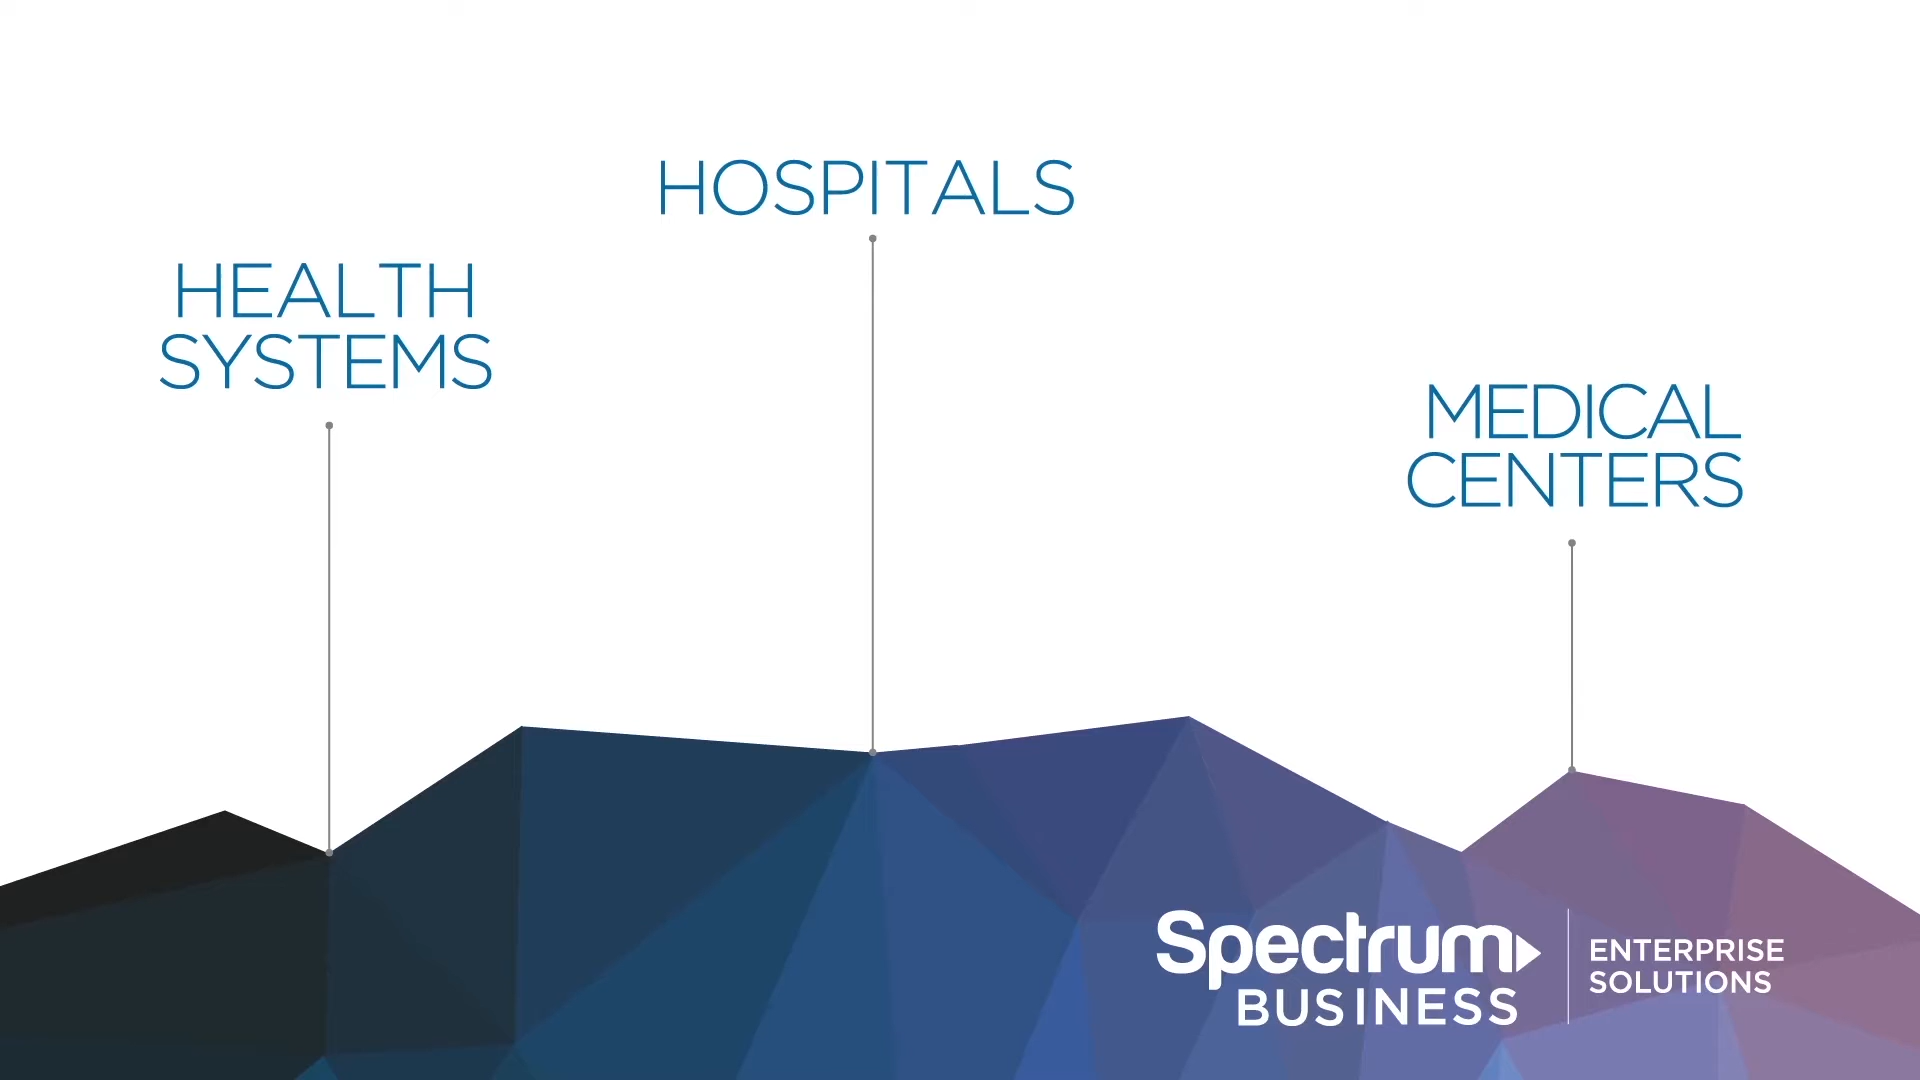 HOSPITALS
HEALTH
SYSTEMS
MEDICAL
CENTERS
Spectrum
BUSINESS
ENTERPRISE
SOLUTIONS